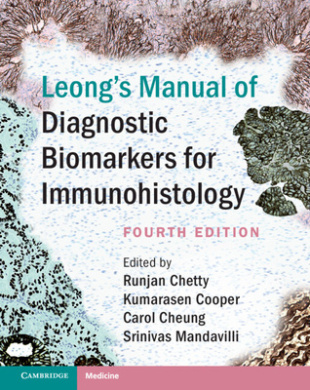 Leong's Manual of
Diagnostic
Biomarkers for
Immunohistology
FOURTH EDITION
Edited by
Runjan Chetty
Kumarasen Cooper
Carol Cheung
Srinivas Mandavilli
CAMBRIDGE
Medicine